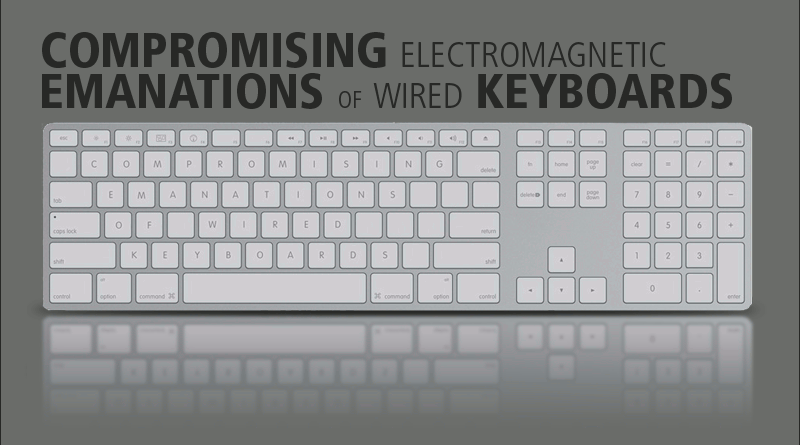 COMPROMISING ELECTROMAGNETIC
EMANATIONS OF WIRED KEYBOARDS
esc
C O M P R O M I S I N G delete
fn home page up
clear = / *
tab E M A N A T I O N S
delete end page down
7 8 9 -
caps lock O F W I R E D return
4 5 6 +
shift K E Y B O A R D S shift
1 2 3
control option command command option control
0 . enter